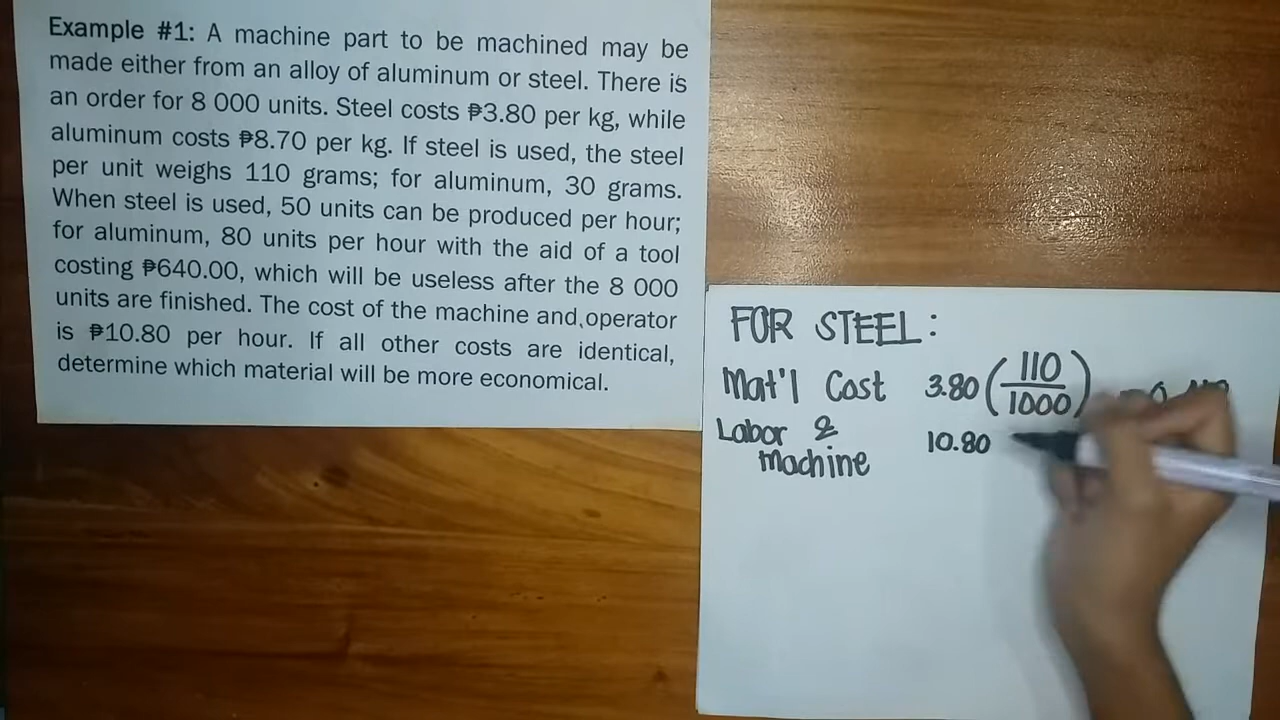 Example #1: A machine part to be machined may be
made either from an alloy of aluminum or steel. There is
an order for 8 000 units. Steel costs ₱3.80 per kg, while
aluminum costs ₱8.70 per kg. If steel is used, the steel
per unit weighs 110 grams; for aluminum, 30 grams.
When steel is used, 50 units can be produced per hour;
for aluminum, 80 units per hour with the aid of a tool
costing ₱640.00, which will be useless after the 8 000
units are finished. The cost of the machine and operator
is ₱10.80 per hour. If all other costs are identical,
determine which material will be more economical.
FOR STEEL:
Mat'l Cost 3.80 (110/1000)
Labor & 10.80
Machine